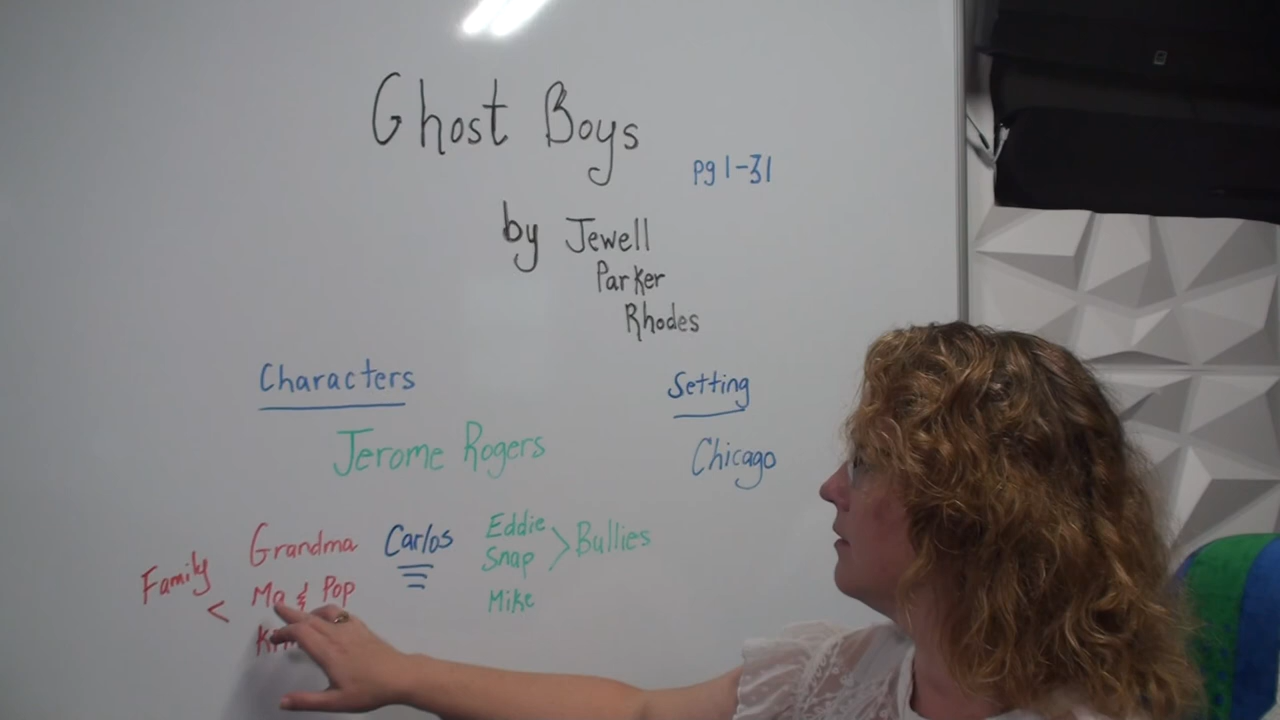 Ghost Boys
pg 1-31
by Jewell
Parker
Rhodes
Characters
Setting
Jerome Rogers
Chicago
Family <
Grandma
Ma & Pop
Carlos
Eddie
Snap
> Bullies
Mike